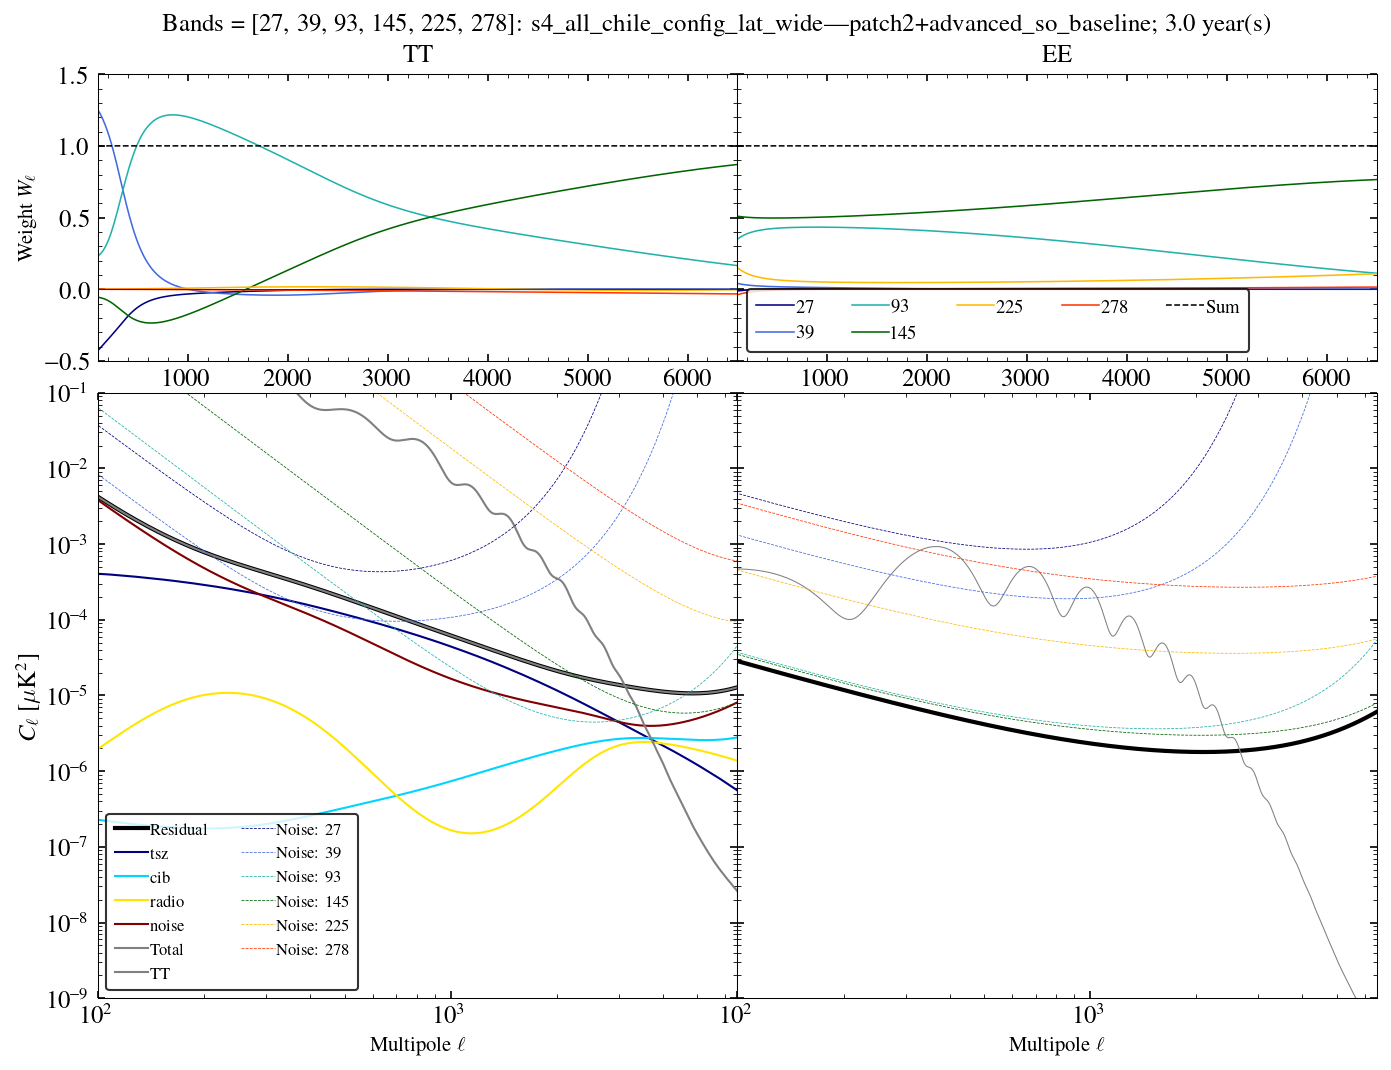 Bands = [27, 39, 93, 145, 225, 278]: s4_all_chile_config_lat_wide—patch2+advanced_so_baseline; 3.0 year(s)
TT
EE
1.5
1.0
0.5
0.0
−0.5
Weight W_ℓ
27 93 225 278 Sum
39 145
1000 2000 3000 4000 5000 6000
1000 2000 3000 4000 5000 6000
10^−1
10^−2
10^−3
10^−4
10^−5
10^−6
10^−7
10^−8
10^−9
C_ℓ [μK^2]
Residual Noise: 27
tsz Noise: 39
cib Noise: 93
radio Noise: 145
noise Noise: 225
Total Noise: 278
TT
10^2 10^3
10^2 10^3
Multipole ℓ
Multipole ℓ